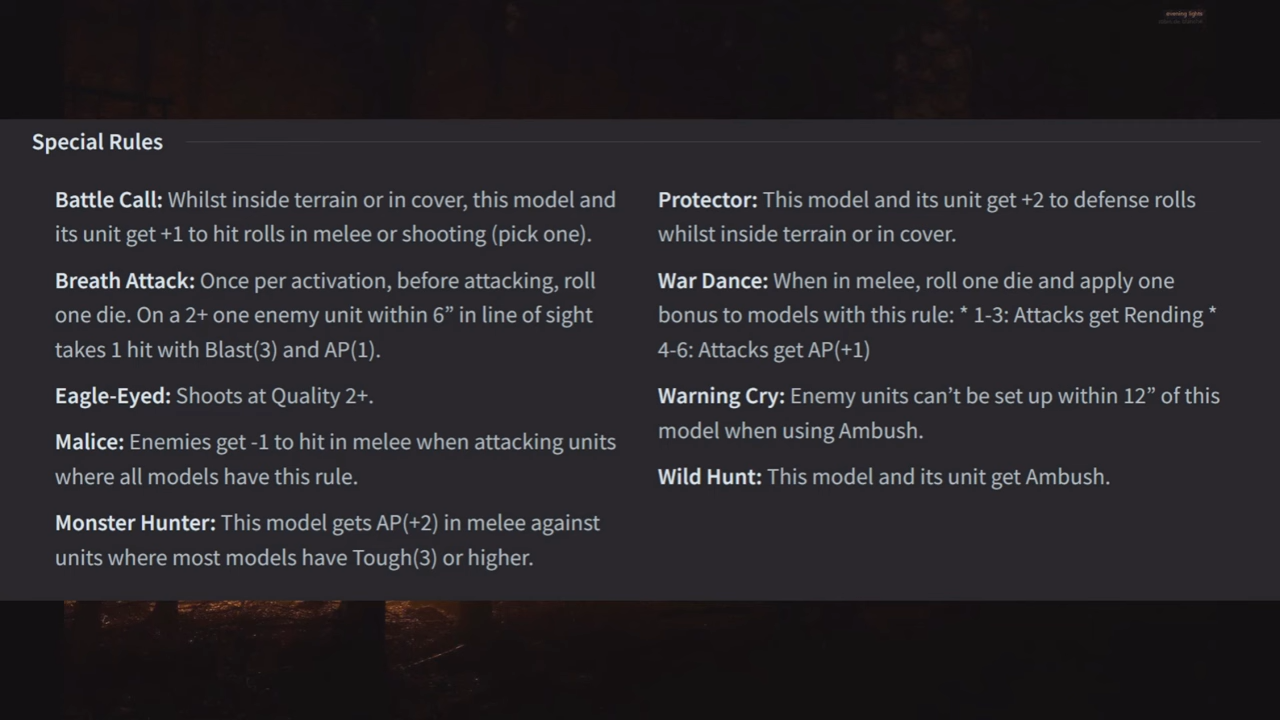 evening lights
Special Rules
Battle Call: Whilst inside terrain or in cover, this model and
its unit get +1 to hit rolls in melee or shooting (pick one).
Breath Attack: Once per activation, before attacking, roll
one die. On a 2+ one enemy unit within 6” in line of sight
takes 1 hit with Blast(3) and AP(1).
Eagle-Eyed: Shoots at Quality 2+.
Malice: Enemies get -1 to hit in melee when attacking units
where all models have this rule.
Monster Hunter: This model gets AP(+2) in melee against
units where most models have Tough(3) or higher.
Protector: This model and its unit get +2 to defense rolls
whilst inside terrain or in cover.
War Dance: When in melee, roll one die and apply one
bonus to models with this rule: * 1-3: Attacks get Rending *
4-6: Attacks get AP(+1)
Warning Cry: Enemy units can’t be set up within 12” of this
model when using Ambush.
Wild Hunt: This model and its unit get Ambush.